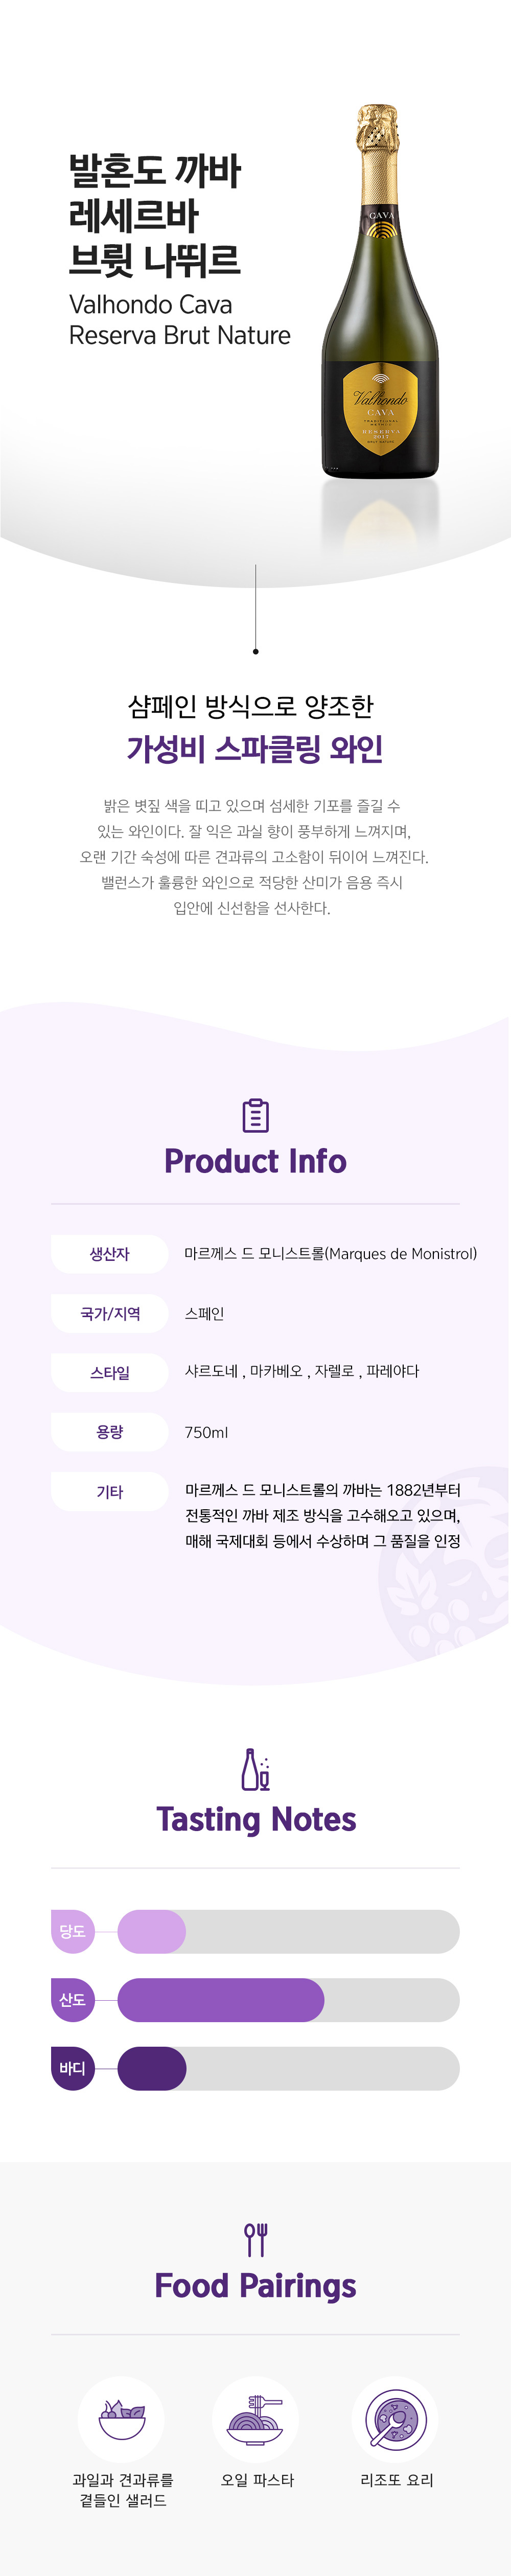 발혼도 까바
레세르바
브륏 나뛰르
Valhondo Cava
Reserva Brut Nature
CAVA
Valhondo
CAVA
TRADITIONAL
METHOD
RESERVA
2017
BRUT NATURE
샴페인 방식으로 양조한
가성비 스파클링 와인
밝은 볏짚 색을 띠고 있으며 섬세한 기포를 즐길 수
있는 와인이다. 잘 익은 과실 향이 풍부하게 느껴지며,
오랜 기간 숙성에 따른 견과류의 고소함이 뒤이어 느껴진다.
밸런스가 훌륭한 와인으로 적당한 산미가 음용 즉시
입안에 신선함을 선사한다.
Product Info
생산자 마르께스 드 모니스트롤(Marques de Monistrol)
국가/지역 스페인
스타일 샤르도네 , 마카베오 , 자렐로 , 파레야다
용량 750ml
기타 마르께스 드 모니스트롤의 까바는 1882년부터
전통적인 까바 제조 방식을 고수해오고 있으며,
매해 국제대회 등에서 수상하며 그 품질을 인정
Tasting Notes
당도
산도
바디
Food Pairings
과일과 견과류를
곁들인 샐러드
오일 파스타
리조또 요리